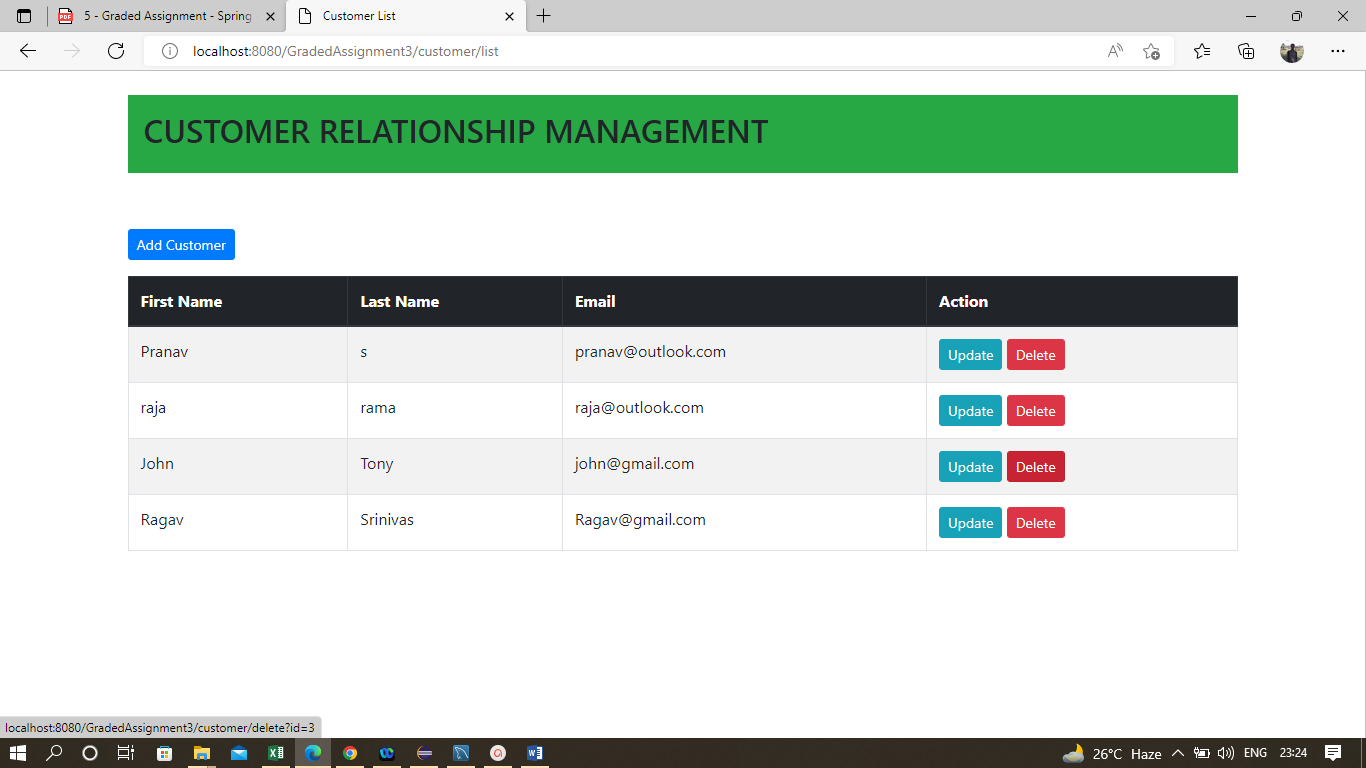 5 - Graded Assignment - Spring
Customer List
localhost:8080/GradedAssignment3/customer/list
CUSTOMER RELATIONSHIP MANAGEMENT
Add Customer
First Name Last Name Email Action
Pranav s pranav@outlook.com Update Delete
raja rama raja@outlook.com Update Delete
John Tony john@gmail.com Update Delete
Ragav Srinivas Ragav@gmail.com Update Delete
localhost:8080/GradedAssignment3/customer/delete?id=3
26°C Haze ENG 23:24